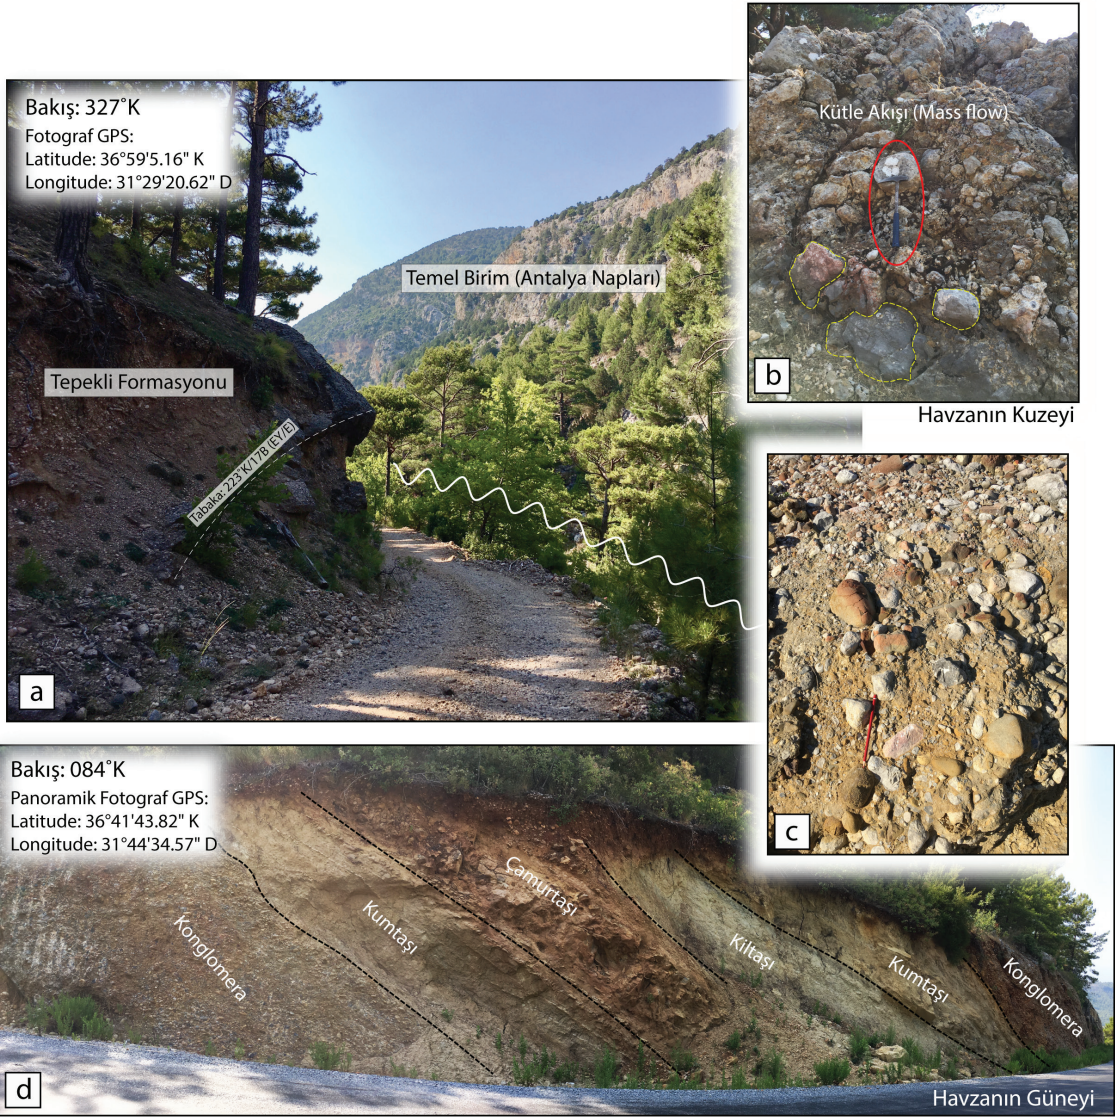 Bakış: 327˚K
Fotograf GPS:
Latitude: 36°59'5.16" K
Longitude: 31°29'20.62" D
Temel Birim (Antalya Napları)
Tepekli Formasyonu
Tabaka: 223˚K/17B (EY/E)
a
Kütle Akışı (Mass flow)
b
Havzanın Kuzeyi
c
Bakış: 084˚K
Panoramik Fotograf GPS:
Latitude: 36°41'43.82" K
Longitude: 31°44'34.57" D
Konglomera
Kumtaşı
Çamurtaşı
Kiltaşı
Kumtaşı
Konglomera
d
Havzanın Güneyi